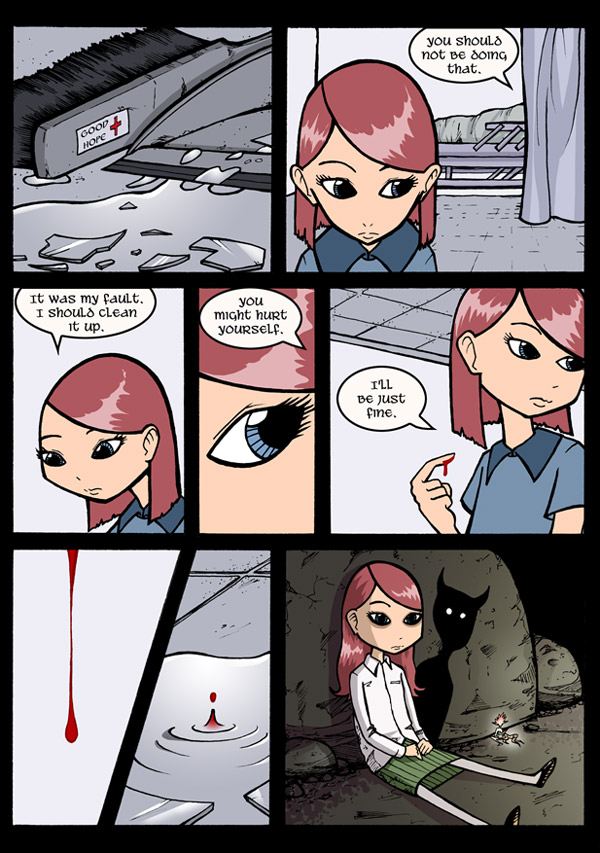 GOOD
HOPE
you should
not be doing
that.
It was my fault.
I should clean
it up.
you
might hurt
yourself.
I'll
be just
fine.